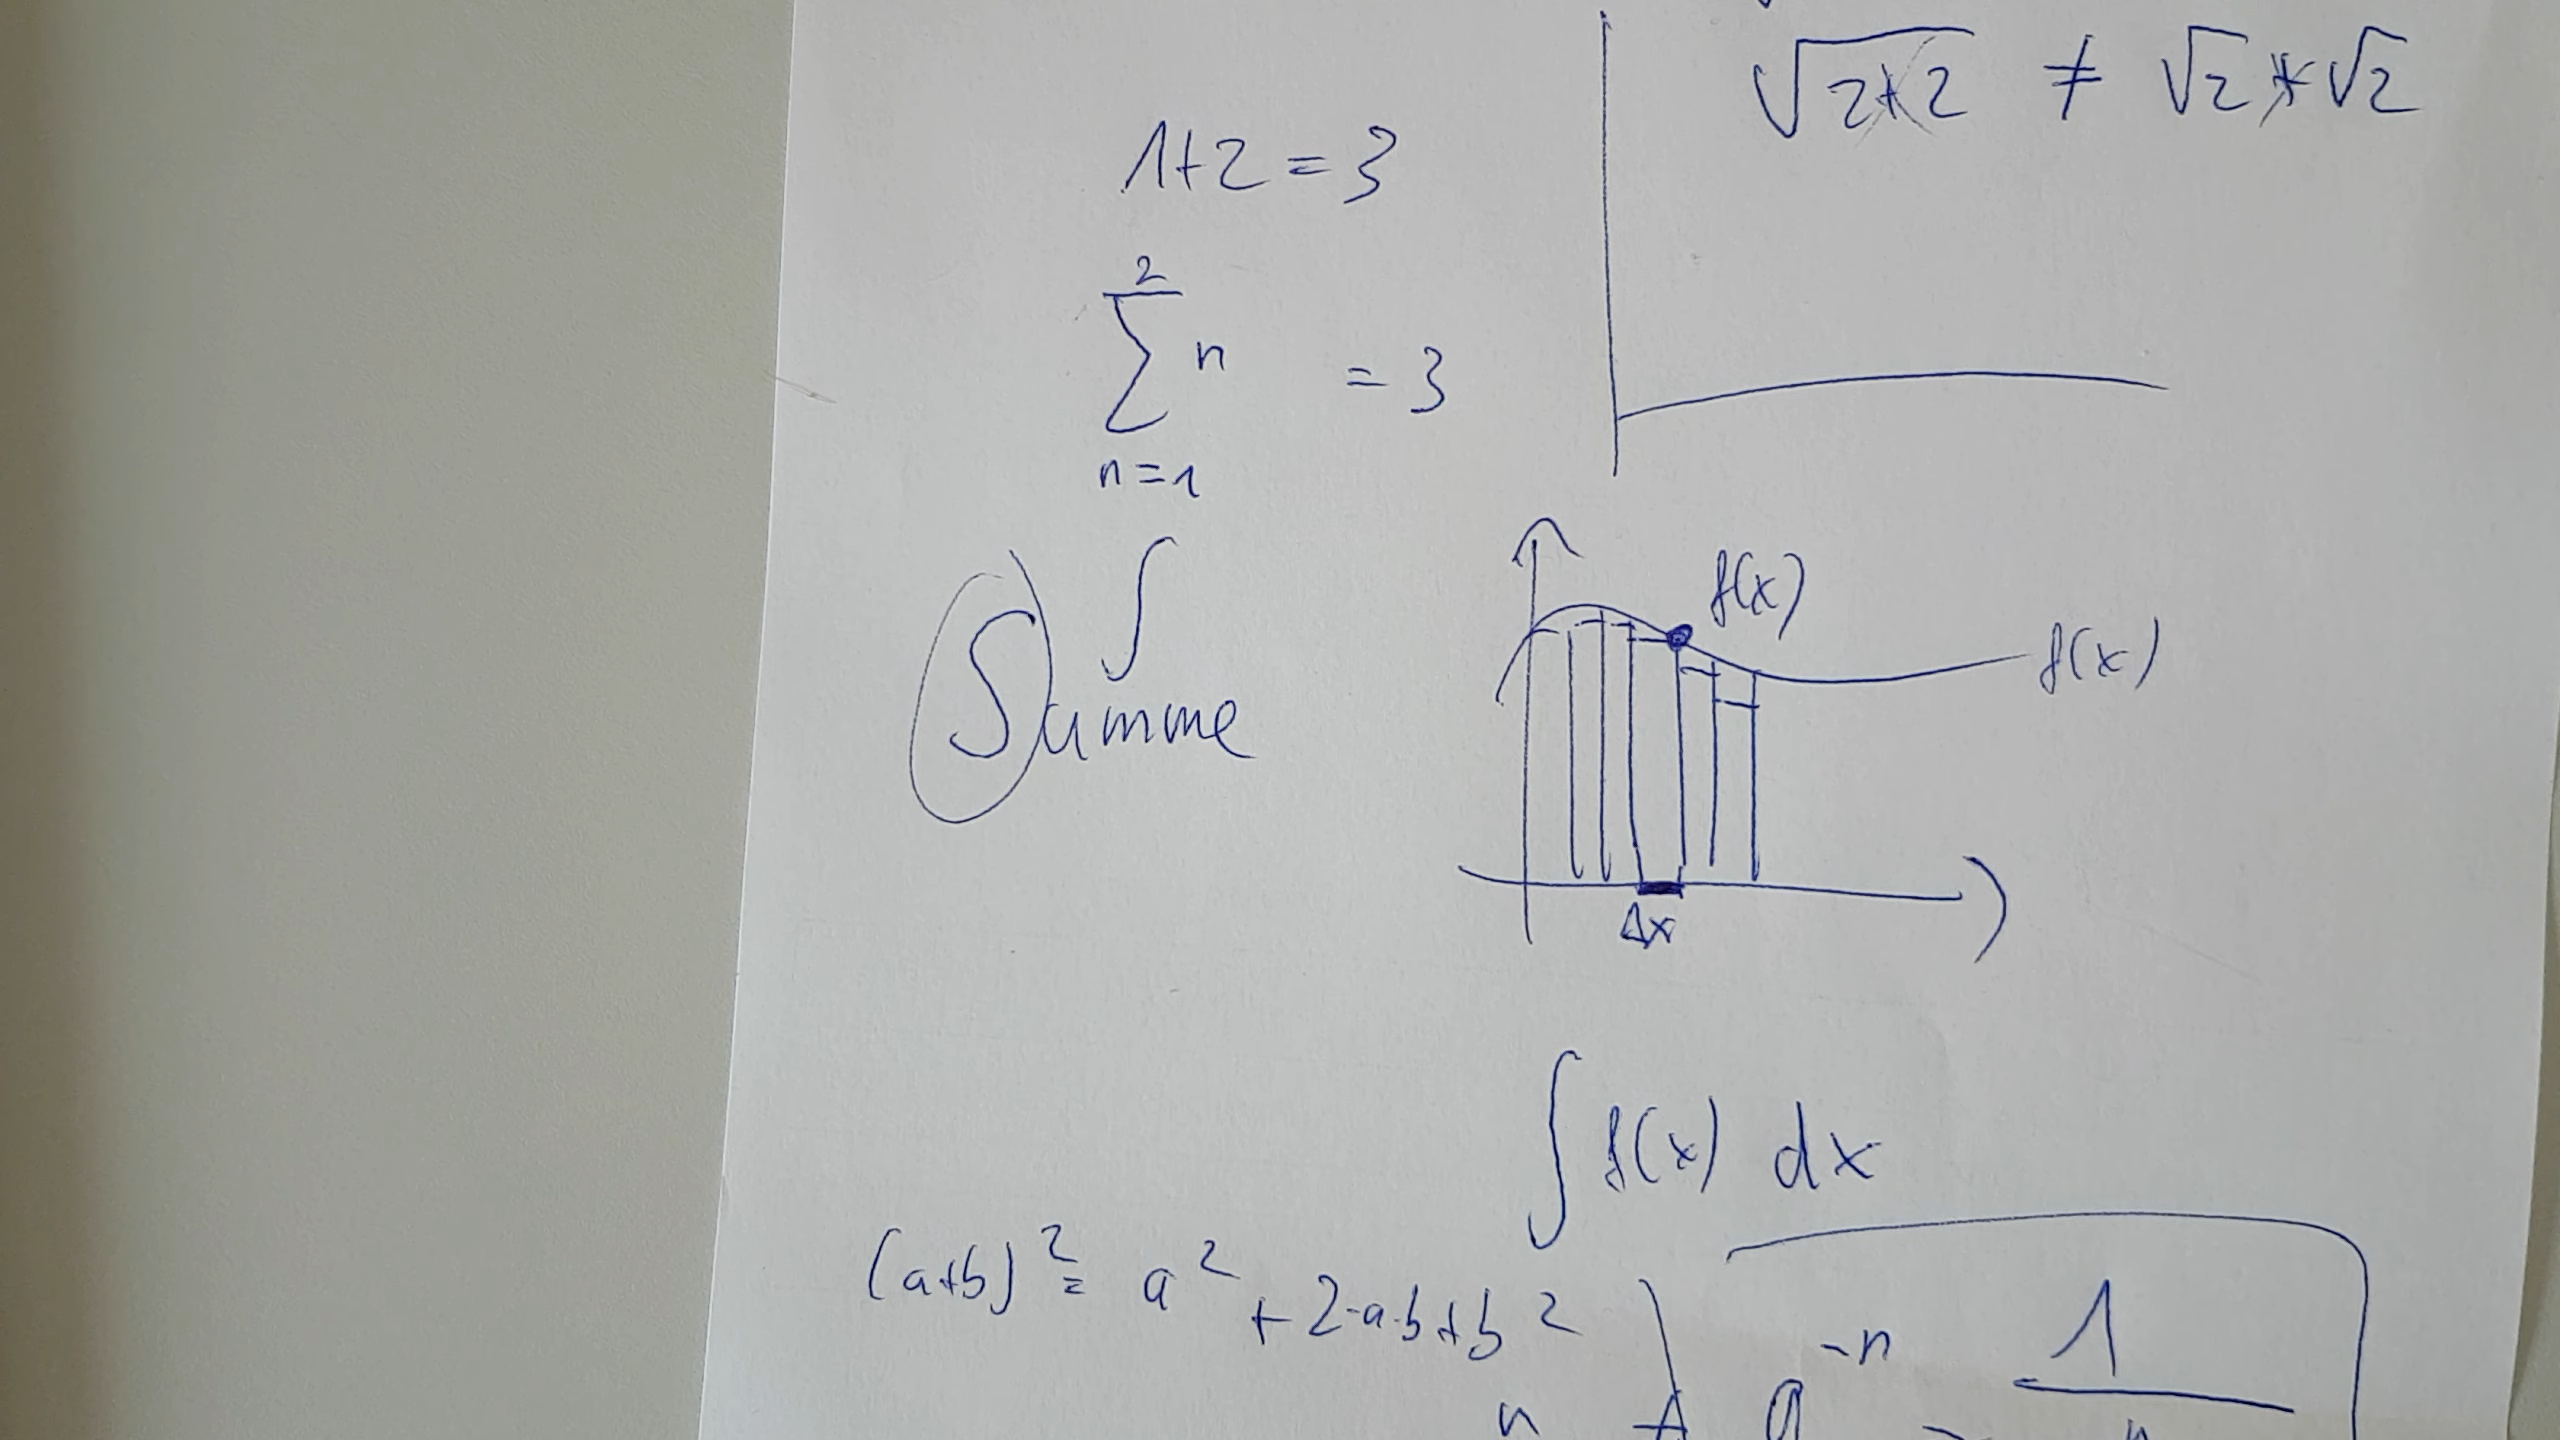 √2+2 ≠ √2 * √2
1+2 = 3
2
∑ n = 3
n=1
∫
Summe
f(x)
f(x)
Δx
∫ f(x) dx
(a+b)² = a² + 2·a·b + b²
-n 1
n a